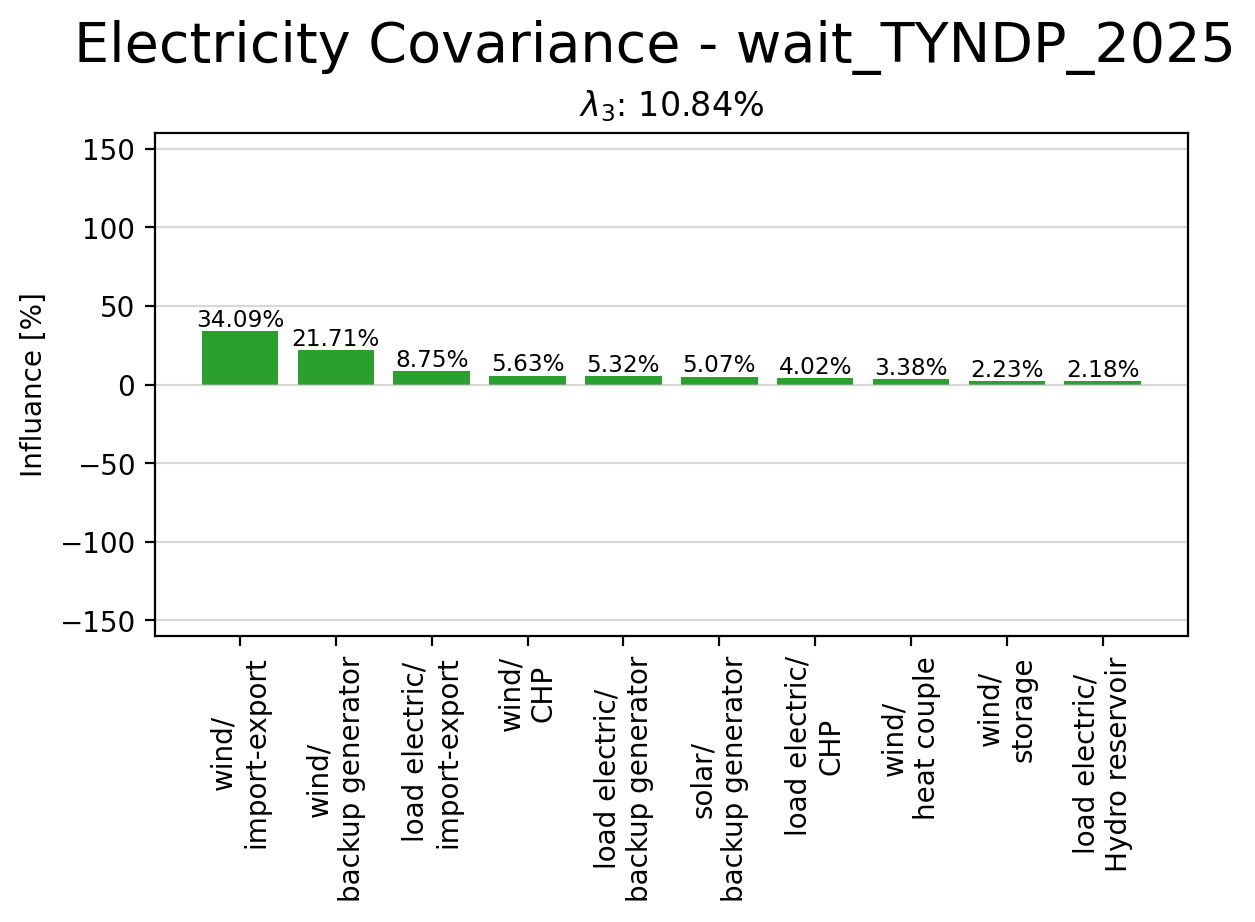 Electricity Covariance - wait_TYNDP_2025
λ3: 10.84%
Influance [%]
150
100
50
0
−50
−100
−150
34.09%
21.71%
8.75%
5.63%
5.32%
5.07%
4.02%
3.38%
2.23%
2.18%
wind/
import-export
wind/
backup generator
load electric/
import-export
wind/
CHP
load electric/
backup generator
solar/
backup generator
load electric/
CHP
wind/
heat couple
wind/
storage
load electric/
Hydro reservoir